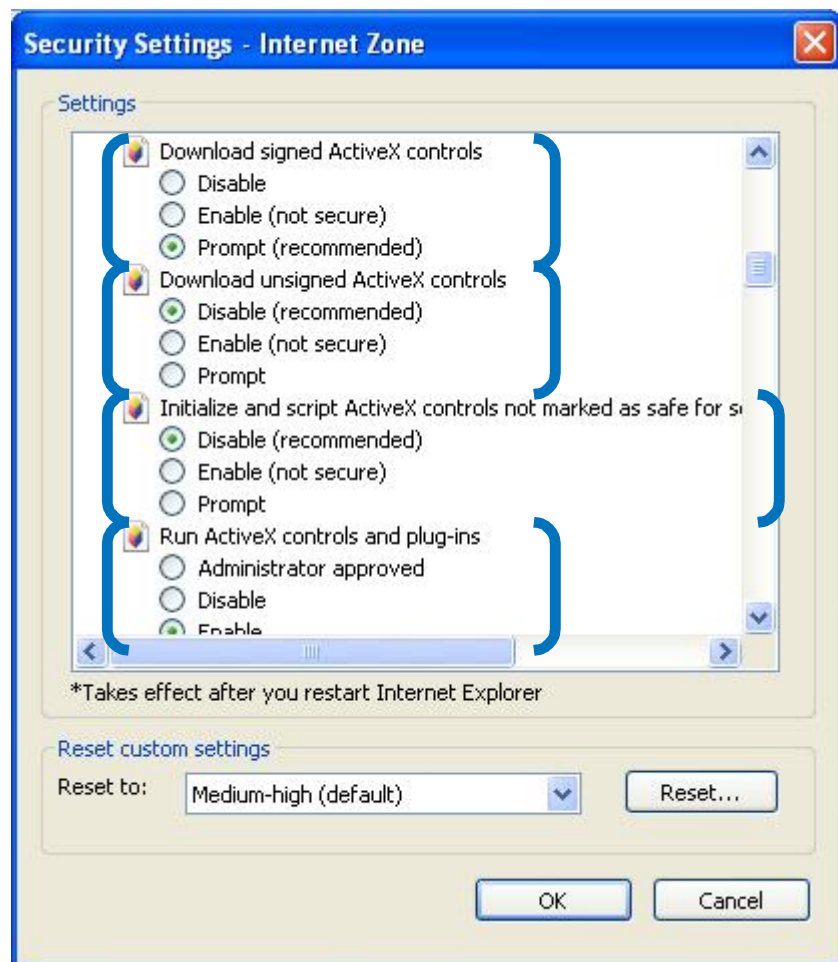 Security Settings - Internet Zone
Settings
Download signed ActiveX controls
Disable
Enable (not secure)
Prompt (recommended)
Download unsigned ActiveX controls
Disable (recommended)
Enable (not secure)
Prompt
Initialize and script ActiveX controls not marked as safe for
Disable (recommended)
Enable (not secure)
Prompt
Run ActiveX controls and plug-ins
Administrator approved
Disable
Enable
*Takes effect after you restart Internet Explorer
Reset custom settings
Reset to: Medium-high (default) Reset...
OK Cancel